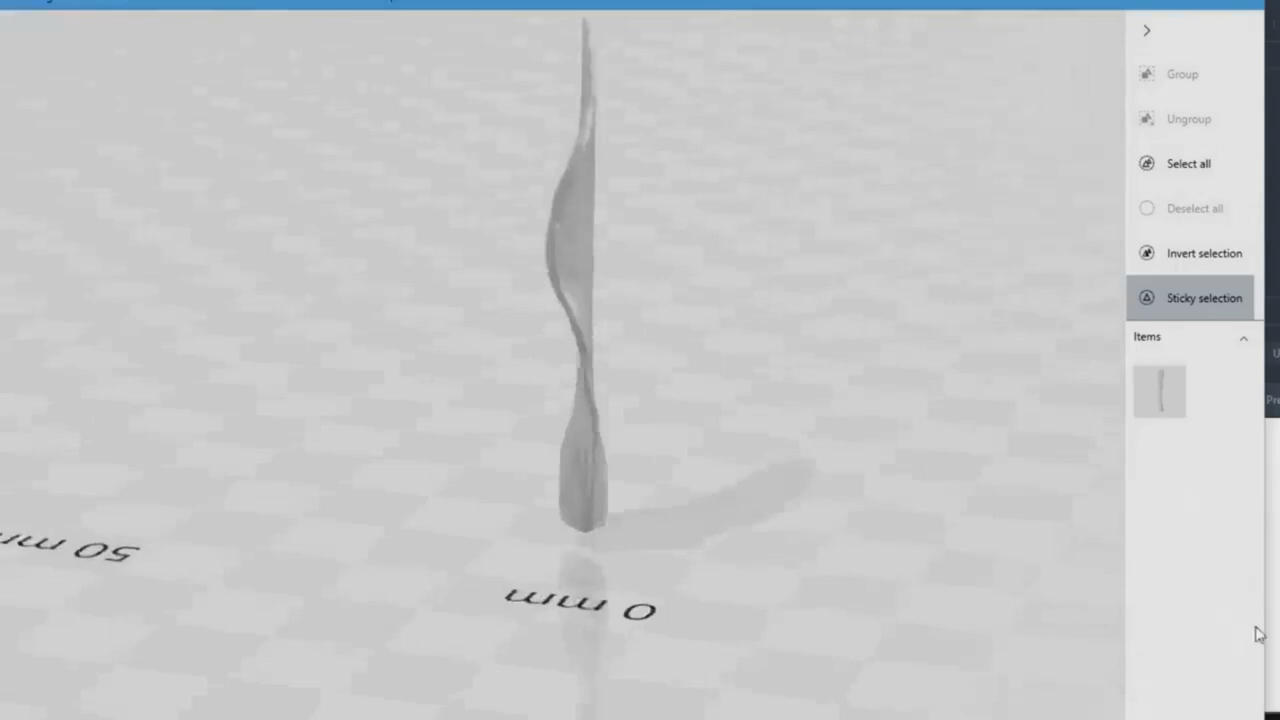 Group
Ungroup
Select all
Deselect all
Invert selection
Sticky selection
Items
50 mm
0 mm